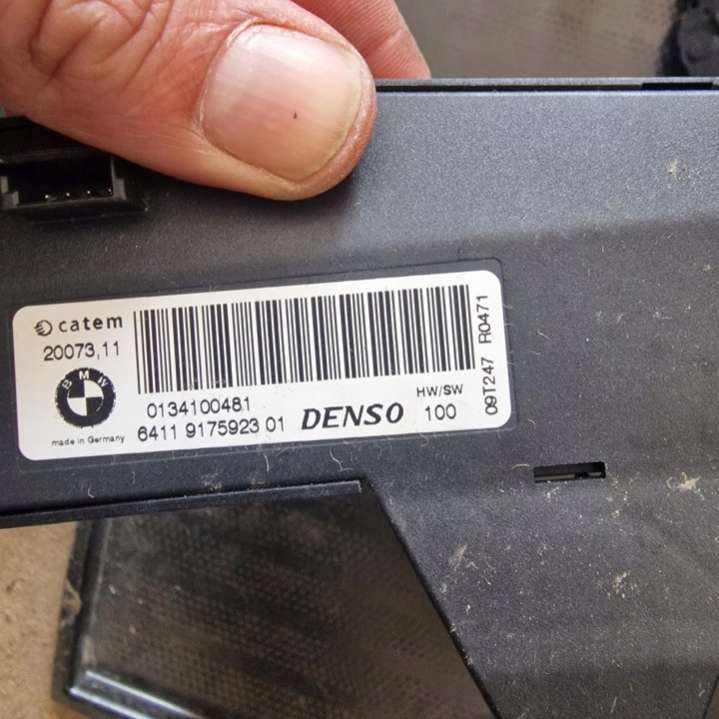 catem
20073,11
BMW
made in Germany
0134100481
6411 9175923 01
DENSO
HW/SW
100
09T247 R0471